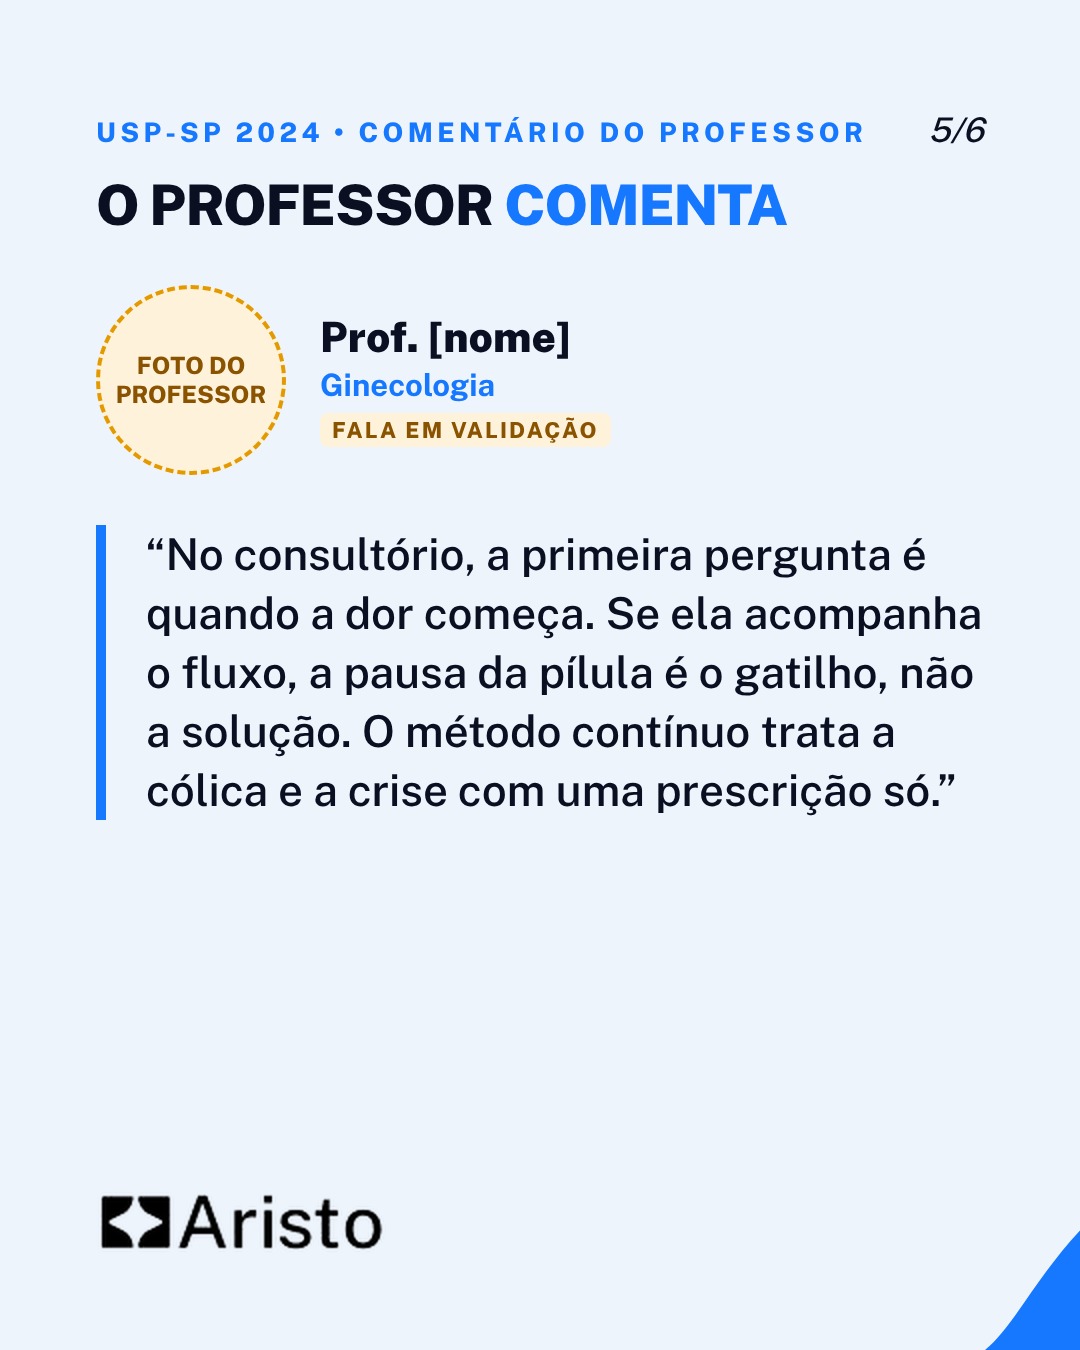 USP-SP 2024 • COMENTÁRIO DO PROFESSOR
5/6
O PROFESSOR COMENTA
FOTO DO
PROFESSOR
Prof. [nome]
Ginecologia
FALA EM VALIDAÇÃO
“No consultório, a primeira pergunta é
quando a dor começa. Se ela acompanha
o fluxo, a pausa da pílula é o gatilho, não
a solução. O método contínuo trata a
cólica e a crise com uma prescrição só.”
Aristo